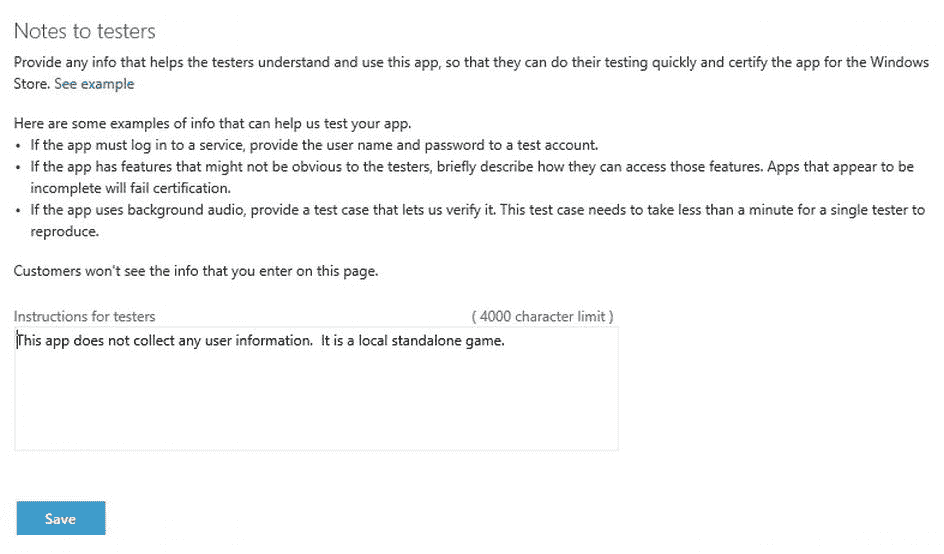 Notes to testers
Provide any info that helps the testers understand and use this app, so that they can do their testing quickly and certify the app for the Windows
Store. See example
Here are some examples of info that can help us test your app.
• If the app must log in to a service, provide the user name and password to a test account.
• If the app has features that might not be obvious to the testers, briefly describe how they can access those features. Apps that appear to be
incomplete will fail certification.
• If the app uses background audio, provide a test case that lets us verify it. This test case needs to take less than a minute for a single tester to
reproduce.
Customers won't see the info that you enter on this page.
Instructions for testers ( 4000 character limit )
This app does not collect any user information.  It is a local standalone game.
Save